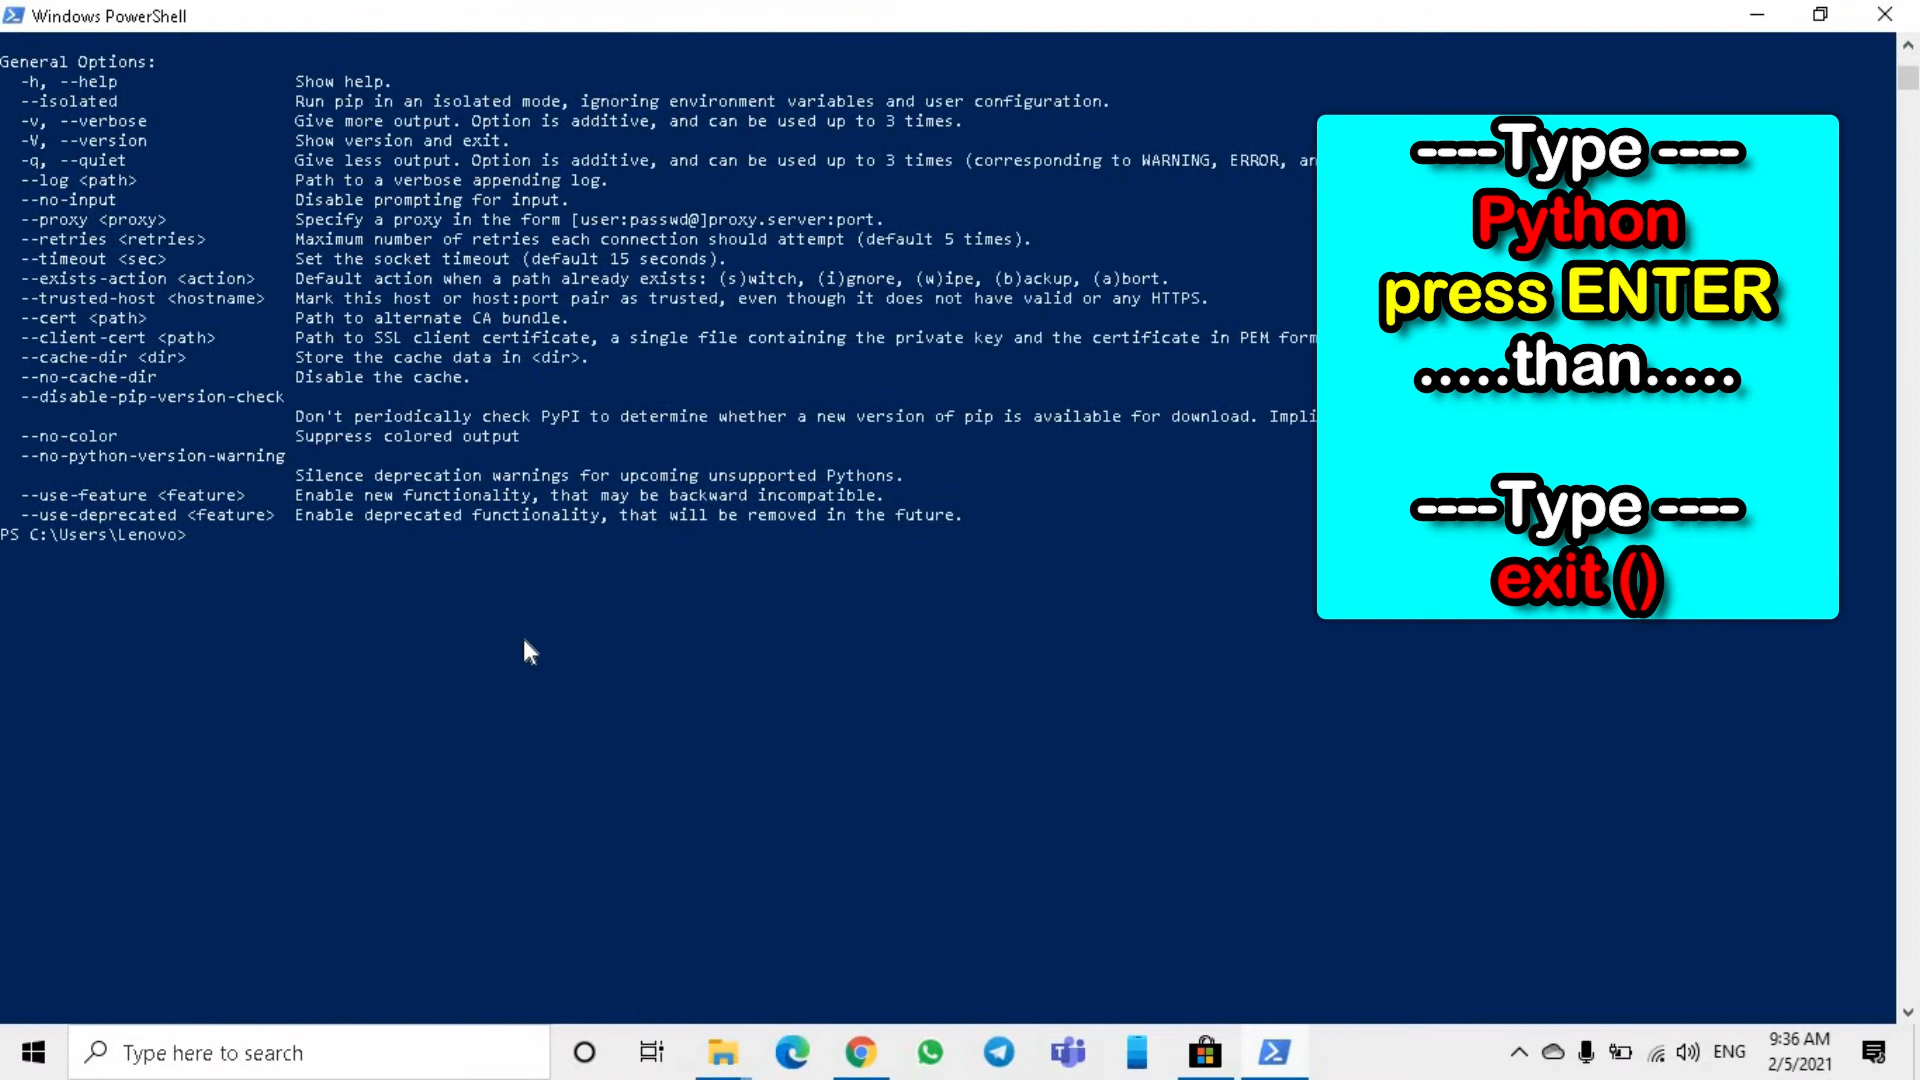 Windows PowerShell
General Options:
-h, --help Show help.
--isolated Run pip in an isolated mode, ignoring environment variables and user configuration.
-v, --verbose Give more output. Option is additive, and can be used up to 3 times.
-V, --version Show version and exit.
-q, --quiet Give less output. Option is additive, and can be used up to 3 times (corresponding to WARNING, ERROR, an
--log <path> Path to a verbose appending log.
--no-input Disable prompting for input.
--proxy <proxy> Specify a proxy in the form [user:passwd@]proxy.server:port.
--retries <retries> Maximum number of retries each connection should attempt (default 5 times).
--timeout <sec> Set the socket timeout (default 15 seconds).
--exists-action <action> Default action when a path already exists: (s)witch, (i)gnore, (w)ipe, (b)ackup, (a)bort.
--trusted-host <hostname> Mark this host or host:port pair as trusted, even though it does not have valid or any HTTPS.
--cert <path> Path to alternate CA bundle.
--client-cert <path> Path to SSL client certificate, a single file containing the private key and the certificate in PEM form
--cache-dir <dir> Store the cache data in <dir>.
--no-cache-dir Disable the cache.
--disable-pip-version-check
Don't periodically check PyPI to determine whether a new version of pip is available for download. Impli
--no-color Suppress colored output
--no-python-version-warning
Silence deprecation warnings for upcoming unsupported Pythons.
--use-feature <feature> Enable new functionality, that may be backward incompatible.
--use-deprecated <feature> Enable deprecated functionality, that will be removed in the future.
PS C:\Users\Lenovo>
----Type ----
Python
press ENTER
.....than.....
----Type ----
exit ()
Type here to search
ENG
9:36 AM
2/5/2021